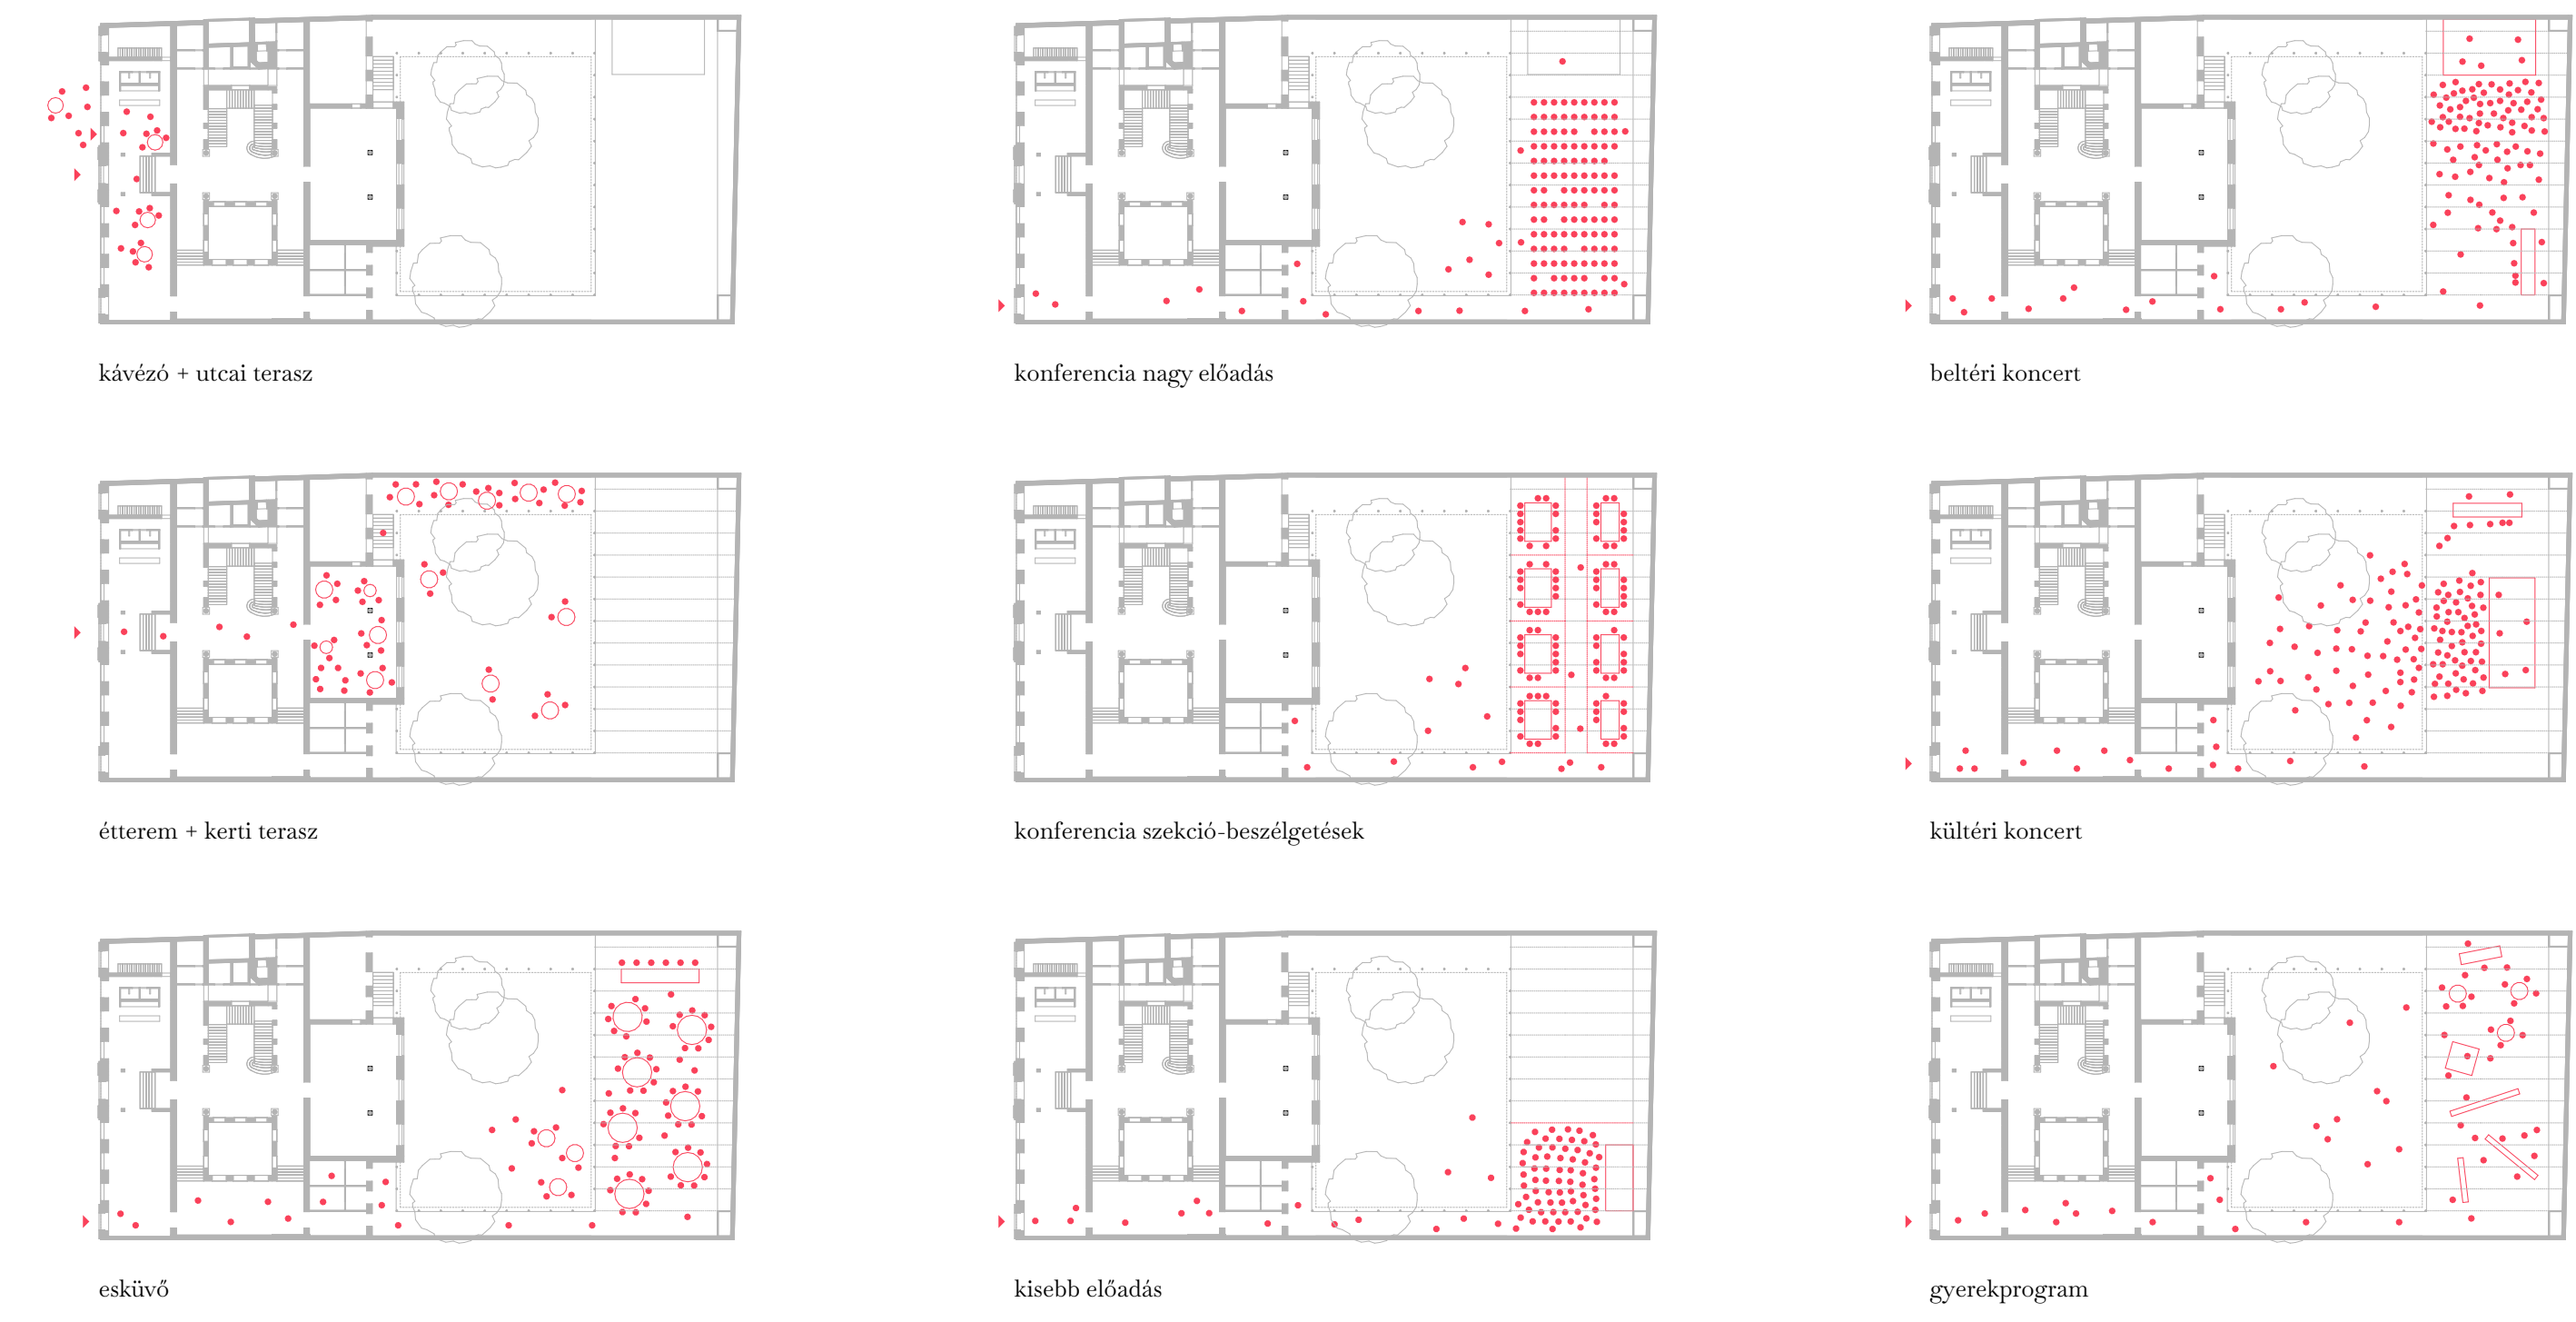 kávézó + utcai terasz
konferencia nagy előadás
beltéri koncert
étterem + kerti terasz
konferencia szekció-beszélgetések
kültéri koncert
esküvő
kisebb előadás
gyerekprogram